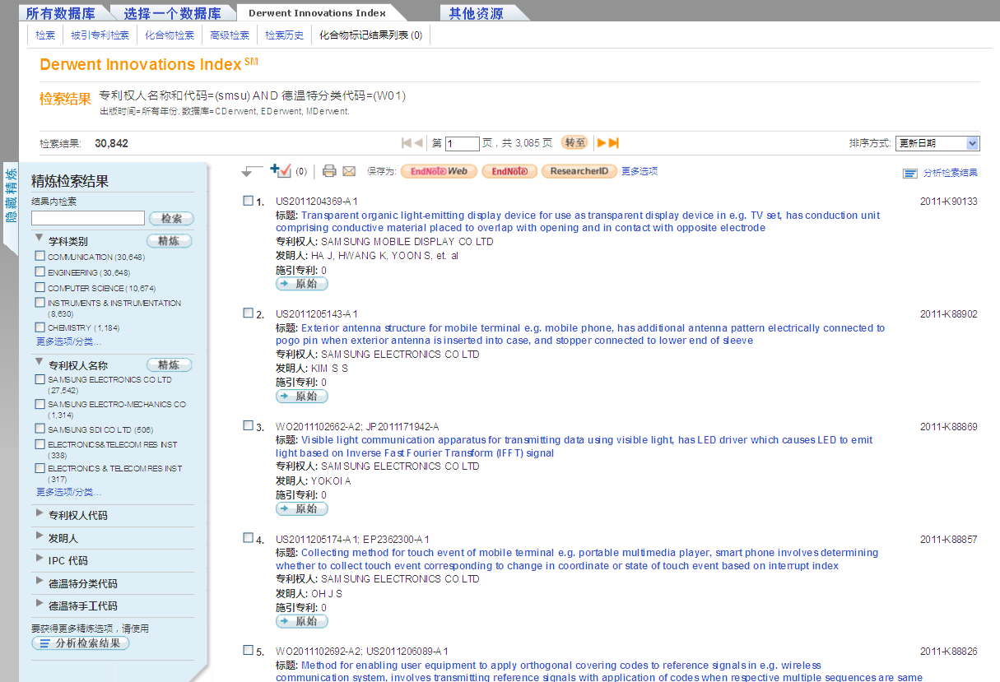 所有数据库 选择一个数据库 Derwent Innovations Index 其他资源
检索 被引专利检索 化合物检索 高级检索 检索历史 化合物标记结果列表 (0)
Derwent Innovations Index SM
检索结果 专利权人名称和代码=(smsu) AND 德温特分类代码=(W01)
出版时间=所有年份. 数据库=CDerwent, EDerwent, MDerwent.
检索结果: 30,842 第 1 页，共 3,085 页 转至 排序方式: 更新日期
隐藏精炼
精炼检索结果
结果内检索
检索
学科类别 精炼
COMMUNICATION (30,648)
ENGINEERING (30,648)
COMPUTER SCIENCE (10,674)
INSTRUMENTS & INSTRUMENTATION
(8,630)
CHEMISTRY (1,184)
更多选项/分类...
专利权人名称 精炼
SAMSUNG ELECTRONICS CO LTD
(27,542)
SAMSUNG ELECTRO-MECHANICS CO
(1,314)
SAMSUNG SDI CO LTD (506)
ELECTRONICS&TELECOM RES INST
(338)
ELECTRONICS & TELECOM RES INST
(317)
更多选项/分类...
专利权人代码
发明人
IPC 代码
德温特分类代码
德温特手工代码
要获得更多精炼选项，请使用
分析检索结果
(0) 保存为: EndNote Web EndNote ResearcherID 更多选项 分析检索结果
1. US2011204369-A1 2011-K90133
标题: Transparent organic light-emitting display device for use as transparent display device in e.g. TV set, has conduction unit
comprising conductive material placed to overlap with opening and in contact with opposite electrode
专利权人: SAMSUNG MOBILE DISPLAY CO LTD
发明人: HA J, HWANG K, YOON S, et. al
施引专利: 0
原始
2. US2011205143-A1 2011-K88902
标题: Exterior antenna structure for mobile terminal e.g. mobile phone, has additional antenna pattern electrically connected to
pogo pin when exterior antenna is inserted into case, and stopper connected to lower end of sleeve
专利权人: SAMSUNG ELECTRONICS CO LTD
发明人: KIM S S
施引专利: 0
原始
3. WO2011102662-A2; JP2011171942-A 2011-K88869
标题: Visible light communication apparatus for transmitting data using visible light, has LED driver which causes LED to emit
light based on Inverse Fast Fourier Transform (IFFT) signal
专利权人: SAMSUNG ELECTRONICS CO LTD
发明人: YOKOI A
施引专利: 0
原始
4. US2011205174-A1; EP2362300-A1 2011-K88857
标题: Collecting method for touch event of mobile terminal e.g. portable multimedia player, smart phone involves determining
whether to collect touch event corresponding to change in coordinate or state of touch event based on interrupt index
专利权人: SAMSUNG ELECTRONICS CO LTD
发明人: OH J S
施引专利: 0
原始
5. WO2011102692-A2; US2011206089-A1 2011-K88826
标题: Method for enabling user equipment to apply orthogonal covering codes to reference signals in e.g. wireless
communication system, involves transmitting reference signals with application of codes when respective multiple sequences are same